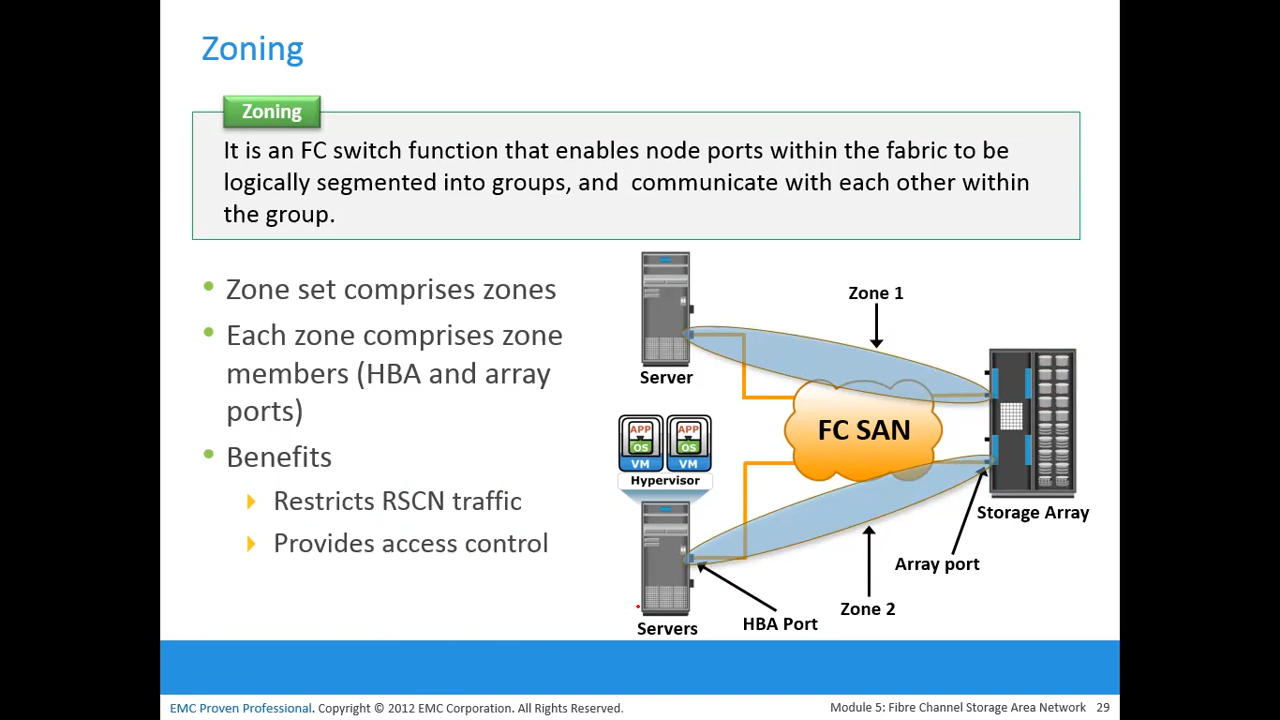 Zoning
Zoning
It is an FC switch function that enables node ports within the fabric to be
logically segmented into groups, and communicate with each other within
the group.
• Zone set comprises zones
• Each zone comprises zone
members (HBA and array
ports)
• Benefits
Restricts RSCN traffic
Provides access control
Zone 1
Server
FC SAN
APP APP
OS OS
VM VM
Hypervisor
Storage Array
Array port
Zone 2
HBA Port
Servers
EMC Proven Professional. Copyright © 2012 EMC Corporation. All Rights Reserved.
Module 5: Fibre Channel Storage Area Network 29